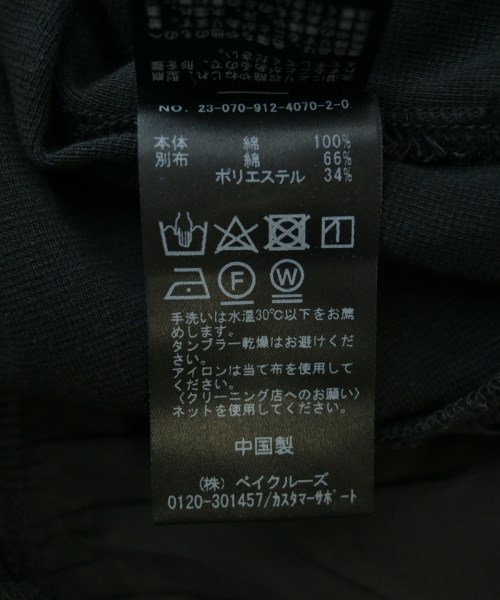 NO. 23-070-912-4070-2-0
本体 綿 100%
別布 綿 66%
ポリエステル 34%
F W
手洗いは水温30℃以下をお薦
めします。
タンブラー乾燥はお避けくださ
い。
アイロンは当て布を使用してく
ださい。
〈クリーニング店へのお願い〉
ネットを使用してください。
中国製
(株) ベイクルーズ
0120-301457/カスタマーサポート